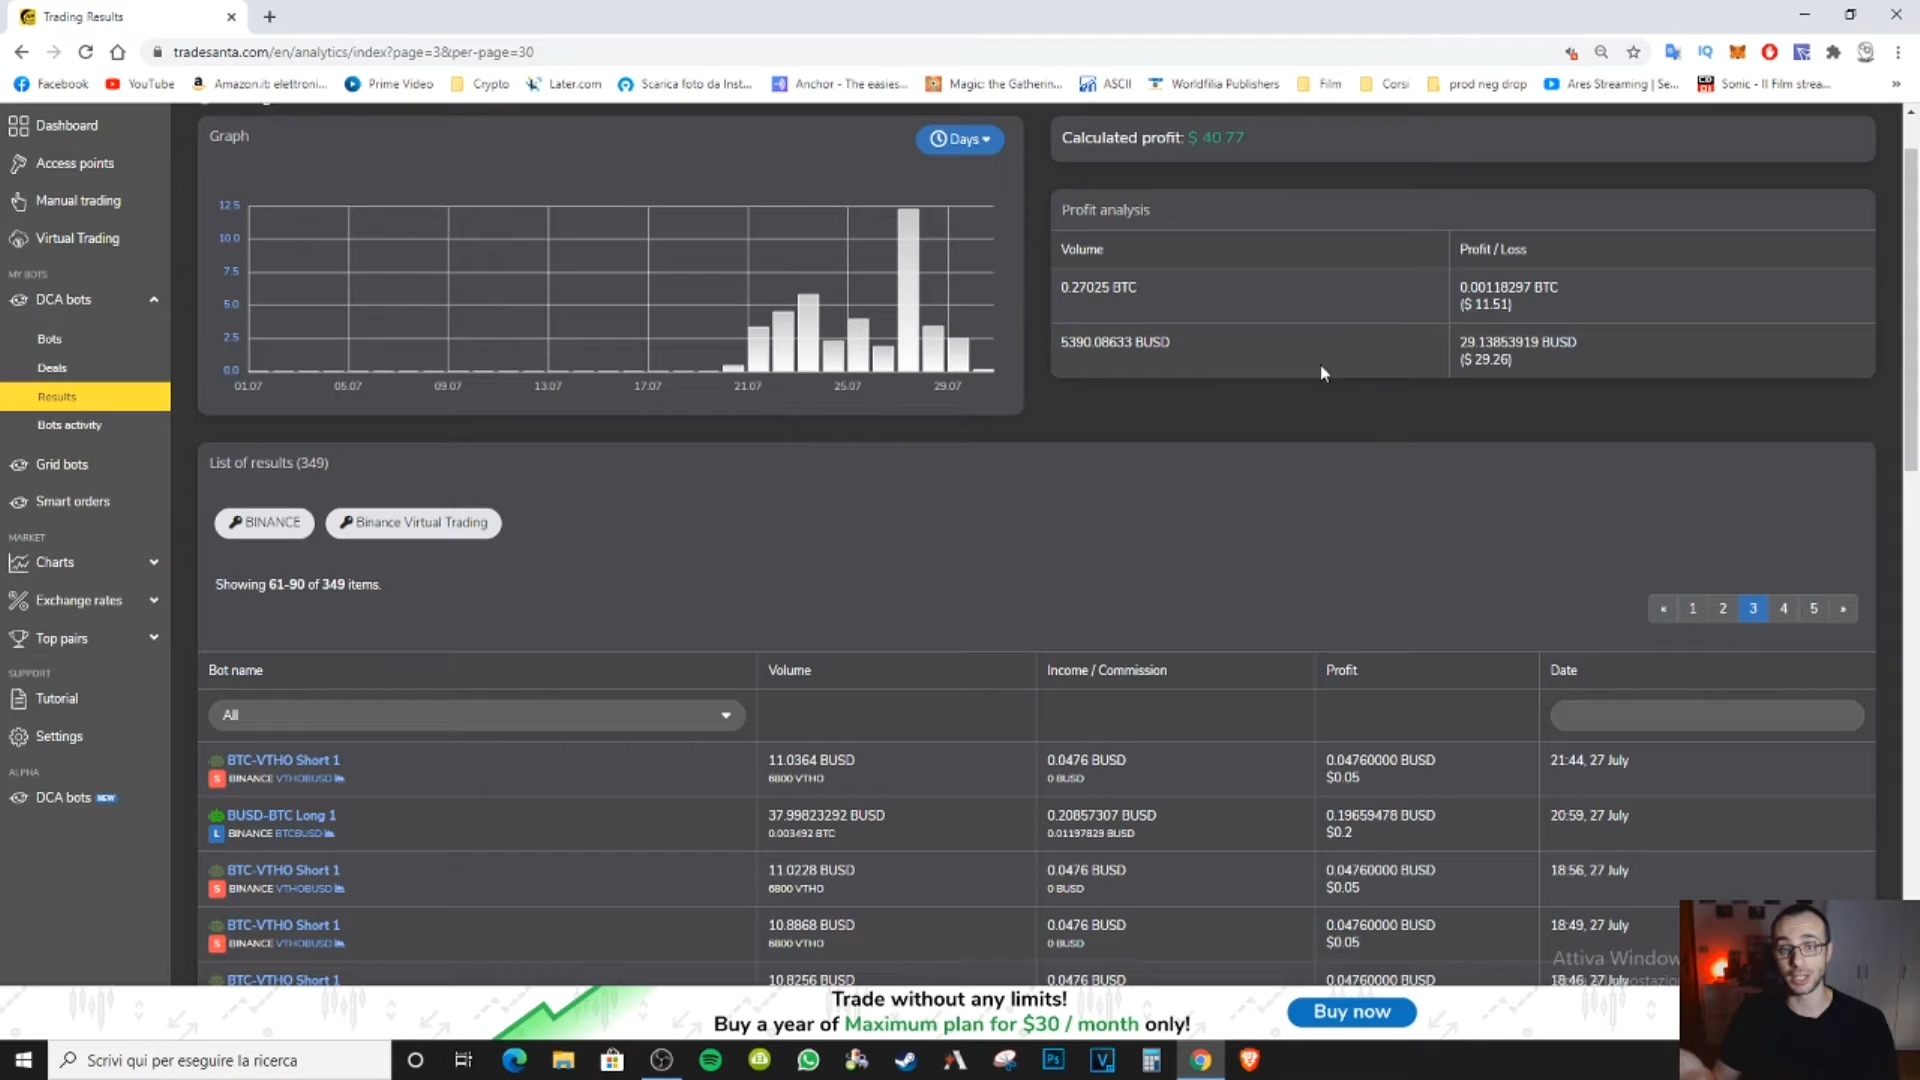 Trading Results
tradesanta.com/en/analytics/index?page=3&per-page=30
Facebook YouTube Amazon.it: elettroni... Prime Video Crypto Later.com Scarica foto da Inst... Anchor - The easies... Magic: the Gatherin... ASCII Worldfilia Publishers Film Corsi prod neg drop Ares Streaming | Se... Sonic - Il Film strea... »
Dashboard
Access points
Manual trading
Virtual Trading
MY BOTS
DCA bots
Bots
Deals
Results
Bots activity
Grid bots
Smart orders
MARKET
Charts
Exchange rates
Top pairs
SUPPORT
Tutorial
Settings
ALPHA
DCA bots NEW
Graph
Days
12.5
10.0
7.5
5.0
2.5
0.0
01.07 05.07 09.07 13.07 17.07 21.07 25.07 29.07
Calculated profit: $ 40.77
Profit analysis
Volume Profit / Loss
0.27025 BTC 0.00118297 BTC
($ 11.51)
5390.08633 BUSD 29.13853919 BUSD
($ 29.26)
List of results (349)
BINANCE Binance Virtual Trading
Showing 61-90 of 349 items.
« 1 2 3 4 5 »
Bot name Volume Income / Commission Profit Date
All
BTC-VTHO Short 1 11.0364 BUSD 0.0476 BUSD 0.04760000 BUSD 21:44, 27 July
S BINANCE VTHOBUSD 6800 VTHO 0 BUSD $0.05
BUSD-BTC Long 1 37.99823292 BUSD 0.20857307 BUSD 0.19659478 BUSD 20:59, 27 July
L BINANCE BTCBUSD 0.003492 BTC 0.01197829 BUSD $0.2
BTC-VTHO Short 1 11.0228 BUSD 0.0476 BUSD 0.04760000 BUSD 18:56, 27 July
S BINANCE VTHOBUSD 6800 VTHO 0 BUSD $0.05
BTC-VTHO Short 1 10.8868 BUSD 0.0476 BUSD 0.04760000 BUSD 18:49, 27 July
S BINANCE VTHOBUSD 6800 VTHO 0 BUSD $0.05
Attiva Window
BTC-VTHO Short 1 10.8256 BUSD 0.0476 BUSD 0.04760000 BUSD 18:46, 27 July
Trade without any limits!
Buy a year of Maximum plan for $30 / month only!
Buy now
Scrivi qui per eseguire la ricerca